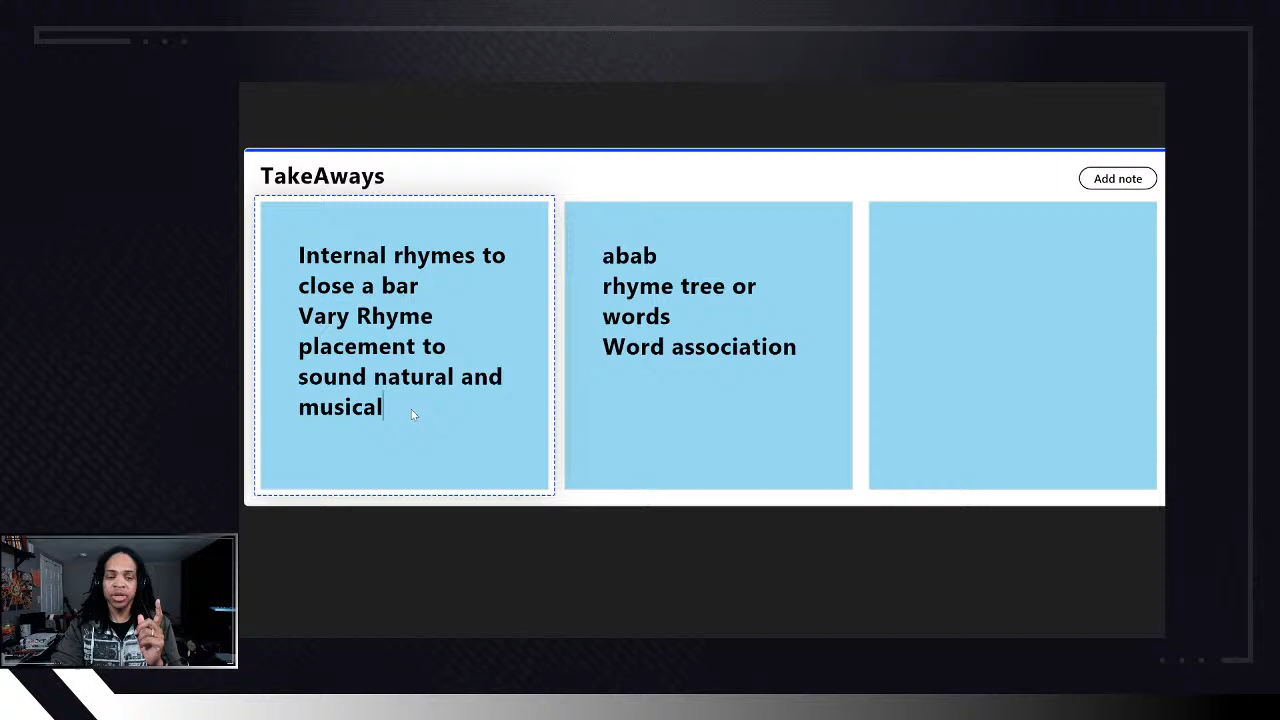 TakeAways
Add note
Internal rhymes to
close a bar
Vary Rhyme
placement to
sound natural and
musical
abab
rhyme tree or
words
Word association